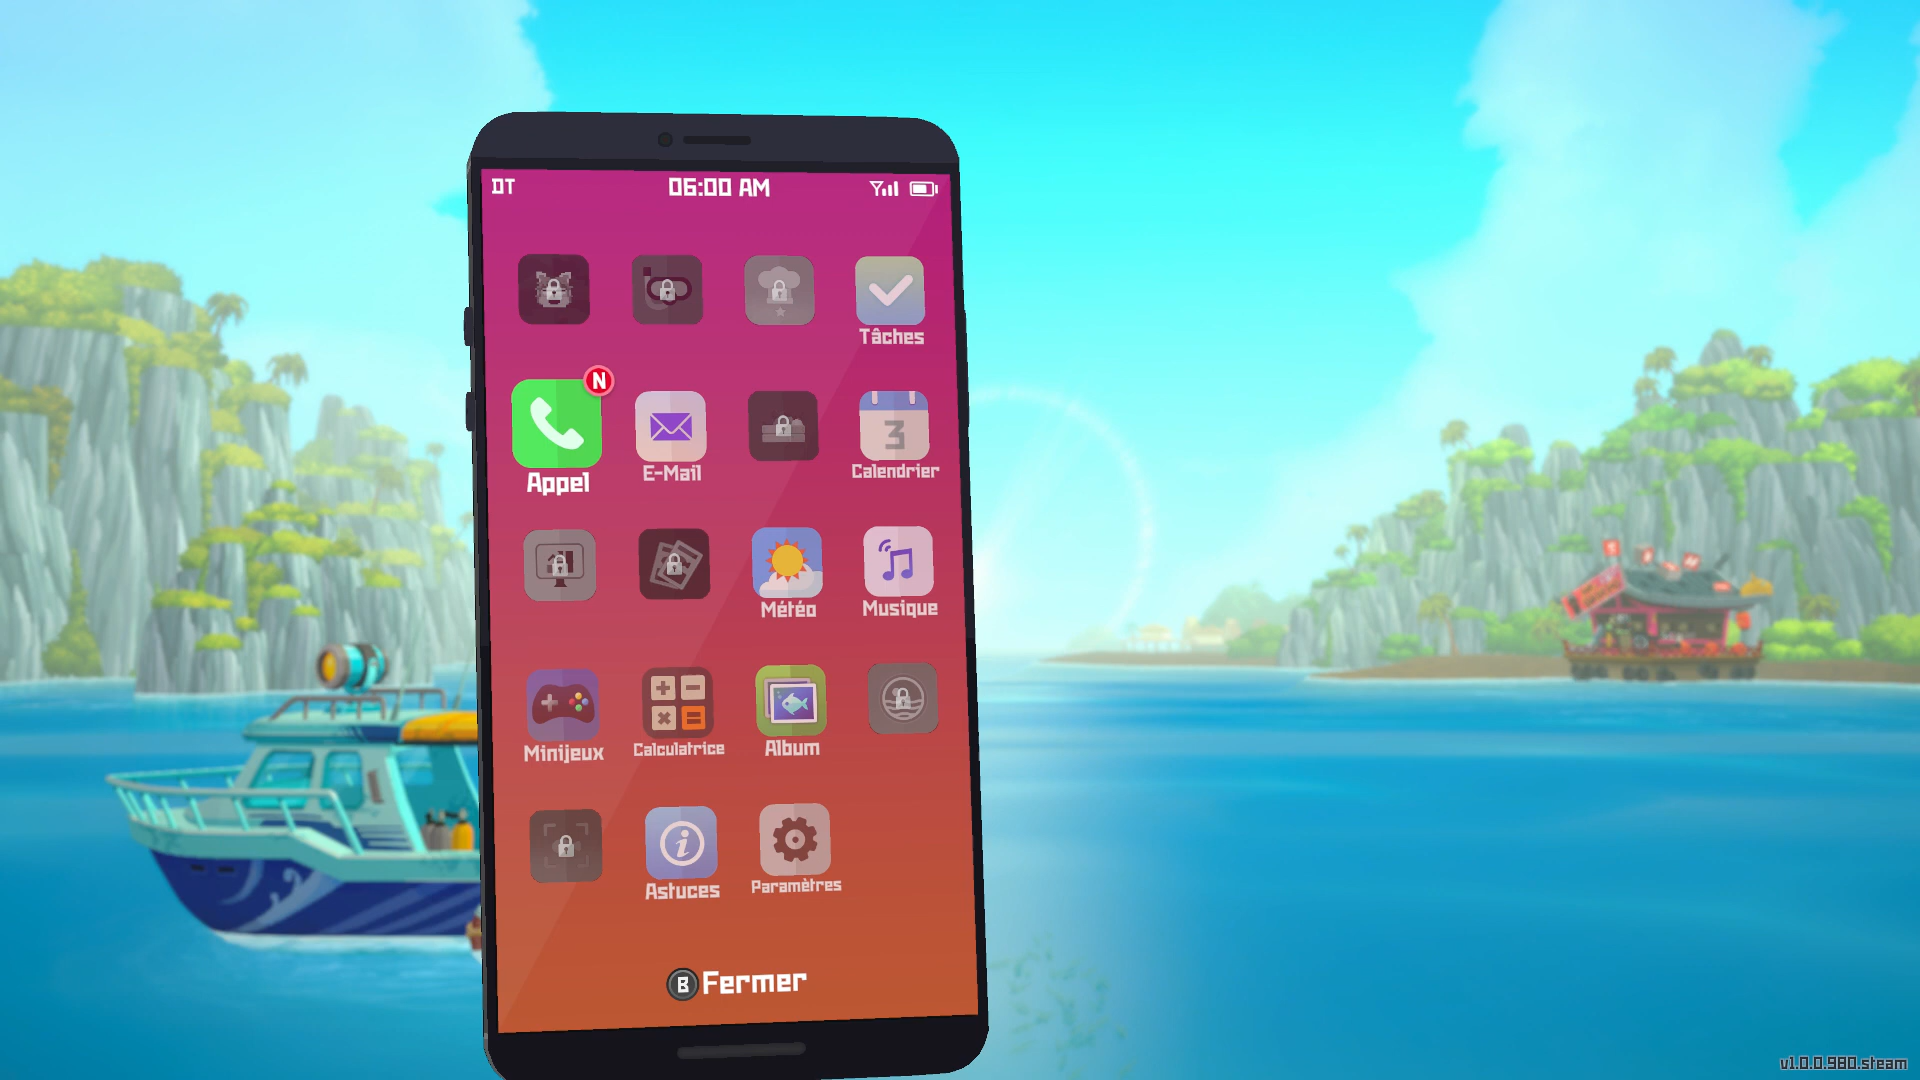 DT
06:00 AM
Tâches
N
Appel
E-Mail
3
Calendrier
Météo
Musique
Minijeux
Calculatrice
Album
Astuces
Paramètres
B Fermer
v1.0.0.980.steam